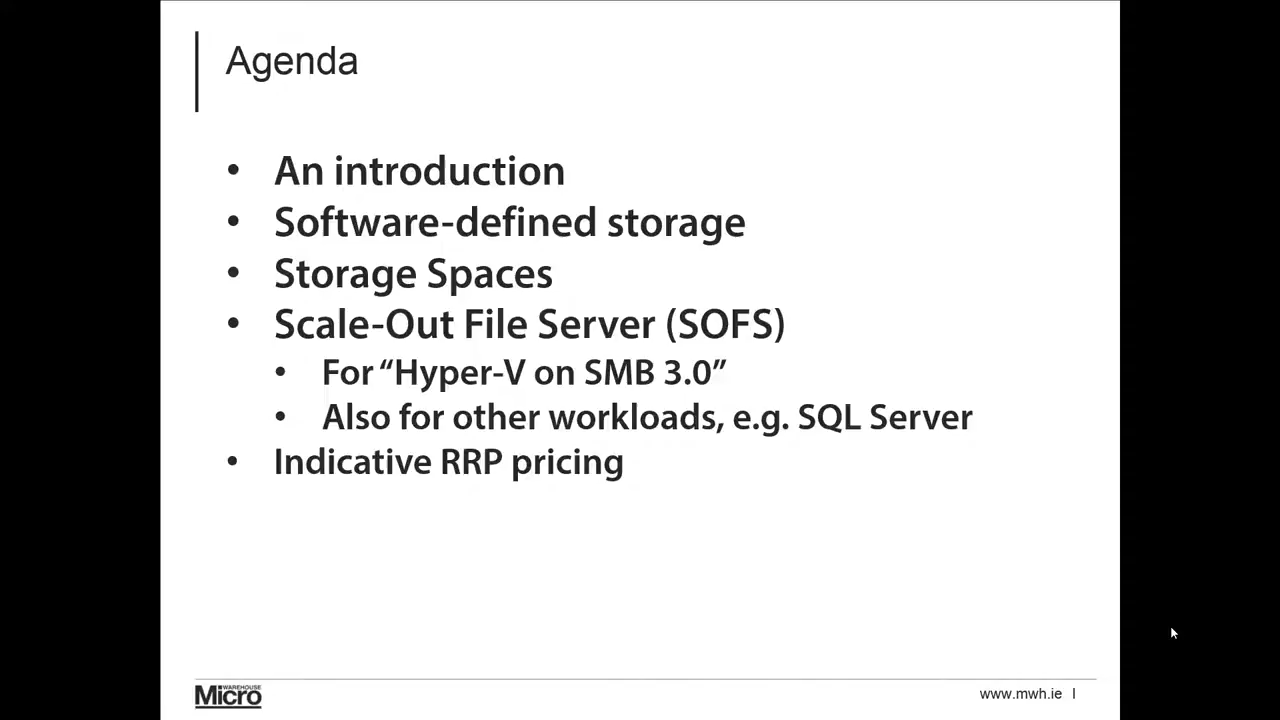 Agenda
• An introduction
• Software-defined storage
• Storage Spaces
• Scale-Out File Server (SOFS)
• For “Hyper-V on SMB 3.0”
• Also for other workloads, e.g. SQL Server
• Indicative RRP pricing
WAREHOUSE
Micro
www.mwh.ie I